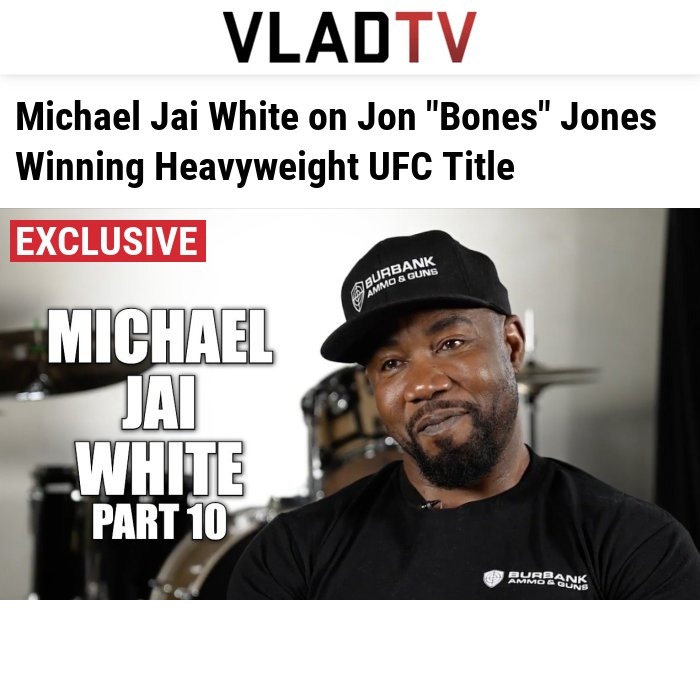 VLADTV
Michael Jai White on Jon "Bones" Jones
Winning Heavyweight UFC Title
EXCLUSIVE
BURBANK
AMMO & GUNS
MICHAEL
JAI
WHITE
PART 10
BURBANK
AMMO & GUNS